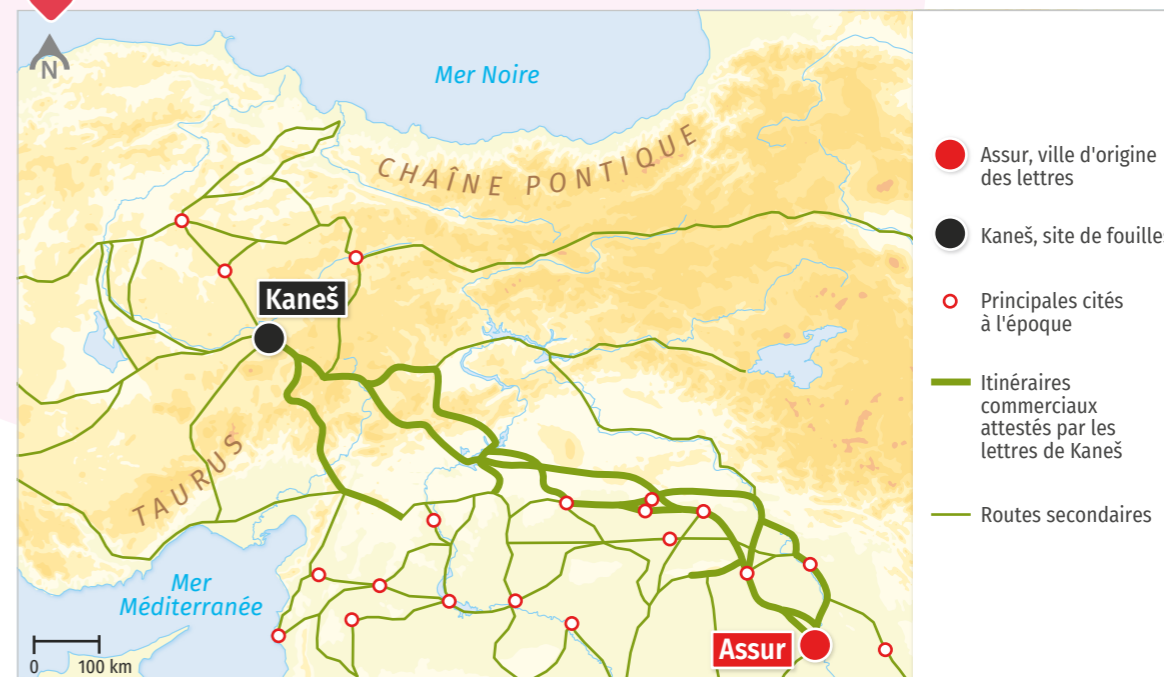 N
Mer Noire
CHAÎNE PONTIQUE
Kaneš
TAURUS
Mer
Méditerranée
Assur
0 100 km
Assur, ville d'origine
des lettres
Kaneš, site de fouilles
Principales cités
à l'époque
Itinéraires
commerciaux
attestés par les
lettres de Kaneš
Routes secondaires